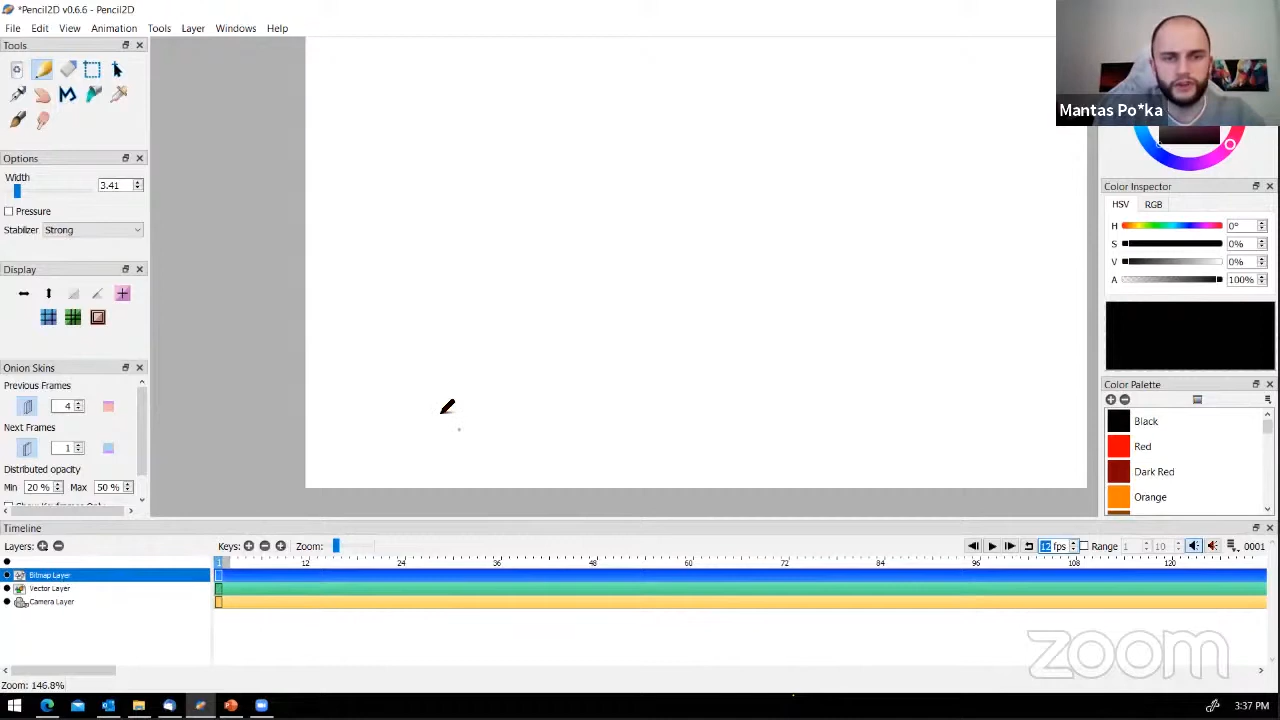 *Pencil2D v0.6.6 - Pencil2D
File Edit View Animation Tools Layer Windows Help
Tools
Mantas Po*ka
Options
Width
3.41
Pressure
Stabilizer Strong
Display
Onion Skins
Previous Frames
4
Next Frames
1
Distributed opacity
Min 20 % Max 50 %
Show Keyframes Only
Color Inspector
HSV RGB
H 0°
S 0%
V 0%
A 100%
Color Palette
Black
Red
Dark Red
Orange
Timeline
Layers: Keys: Zoom: 12 fps Range 1 10 0001
1 12 24 36 48 60 72 84 96 108 120
Bitmap Layer
Vector Layer
Camera Layer
zoom
Zoom: 146.8%
3:37 PM